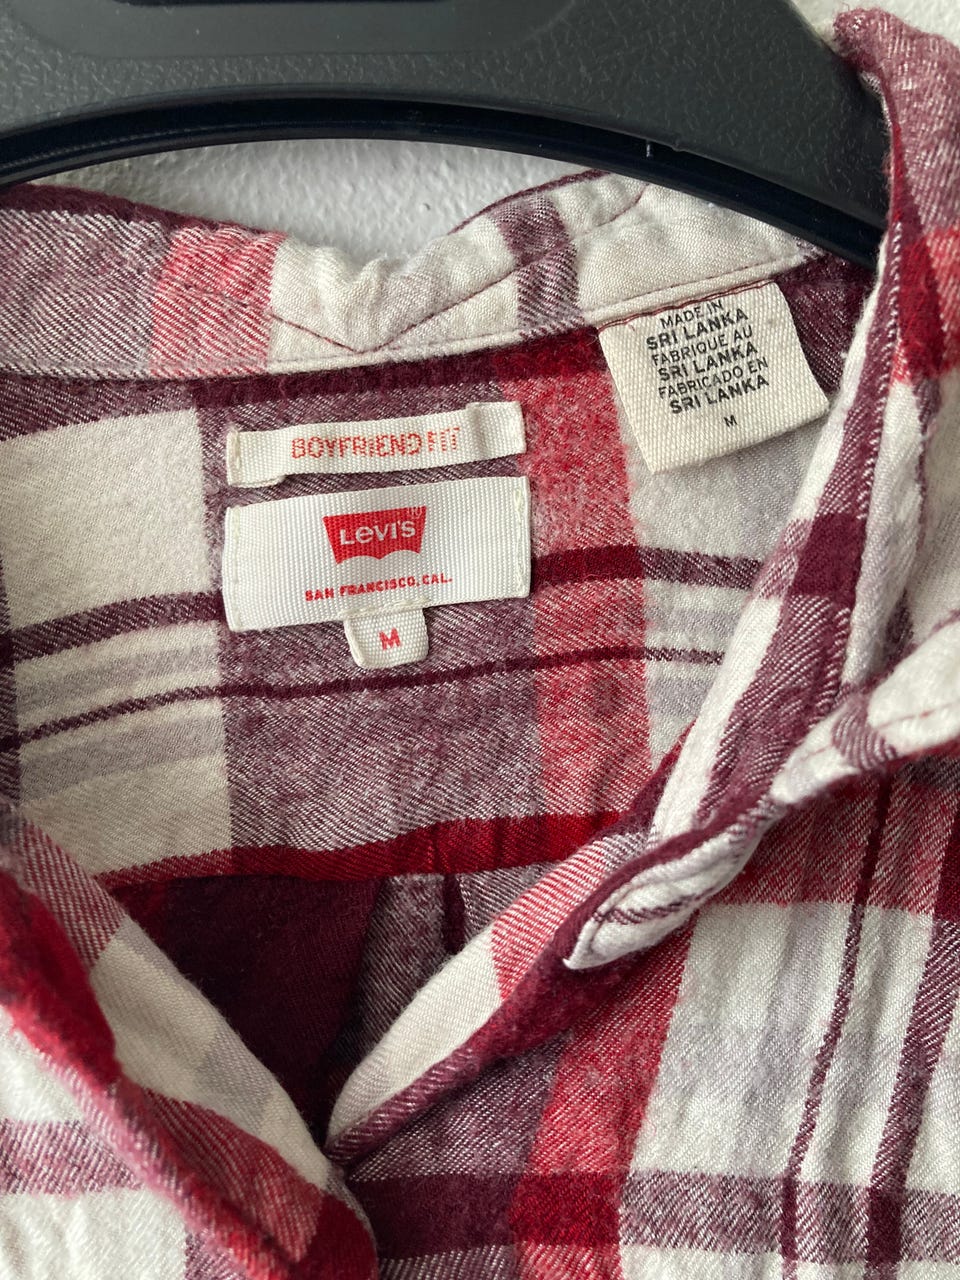 MADE IN
SRI LANKA
FABRIQUE AU
SRI LANKA
FABRICADO EN
SRI LANKA
M
BOYFRIEND FIT
LEVI'S
SAN FRANCISCO, CAL.
M